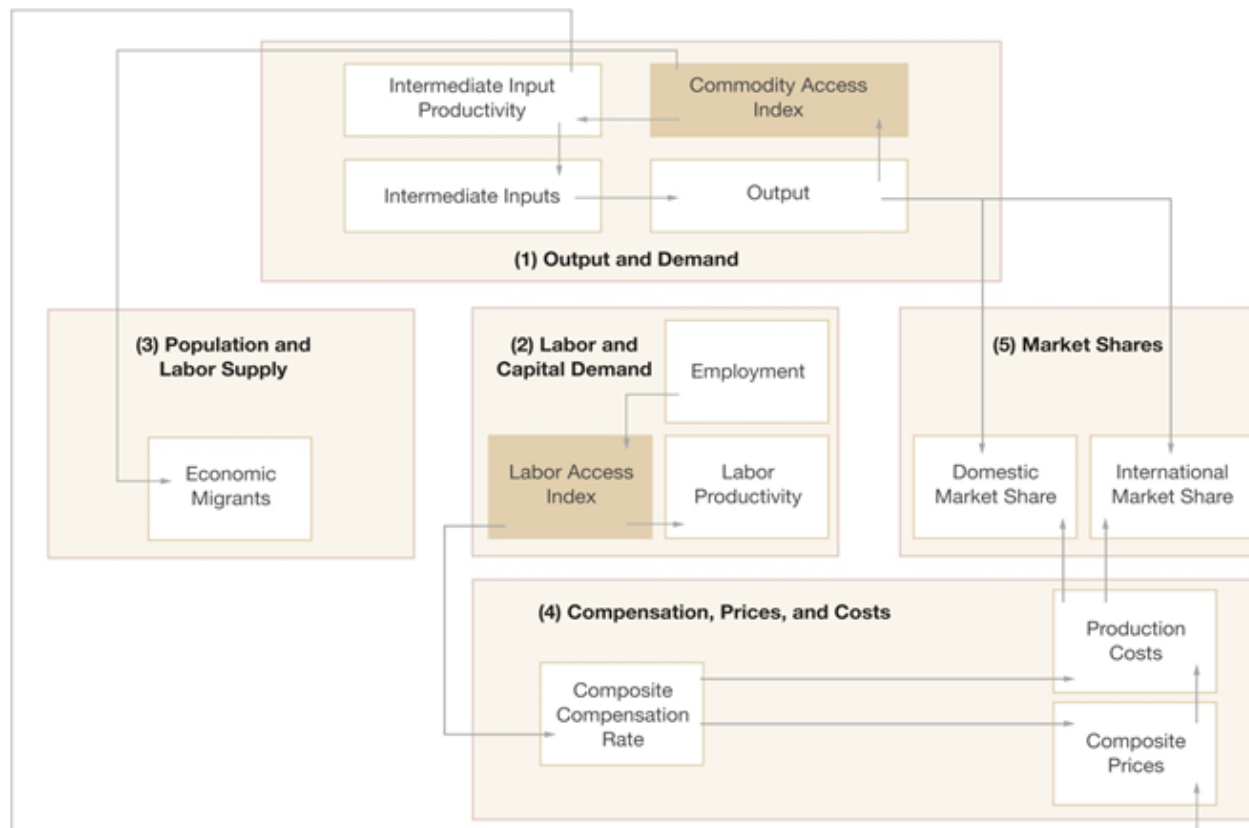 Intermediate Input
Productivity
Commodity Access
Index
Intermediate Inputs
Output
(1) Output and Demand
(3) Population and
Labor Supply
Economic
Migrants
(2) Labor and
Capital Demand
Employment
Labor Access
Index
Labor
Productivity
(5) Market Shares
Domestic
Market Share
International
Market Share
(4) Compensation, Prices, and Costs
Production
Costs
Composite
Compensation
Rate
Composite
Prices